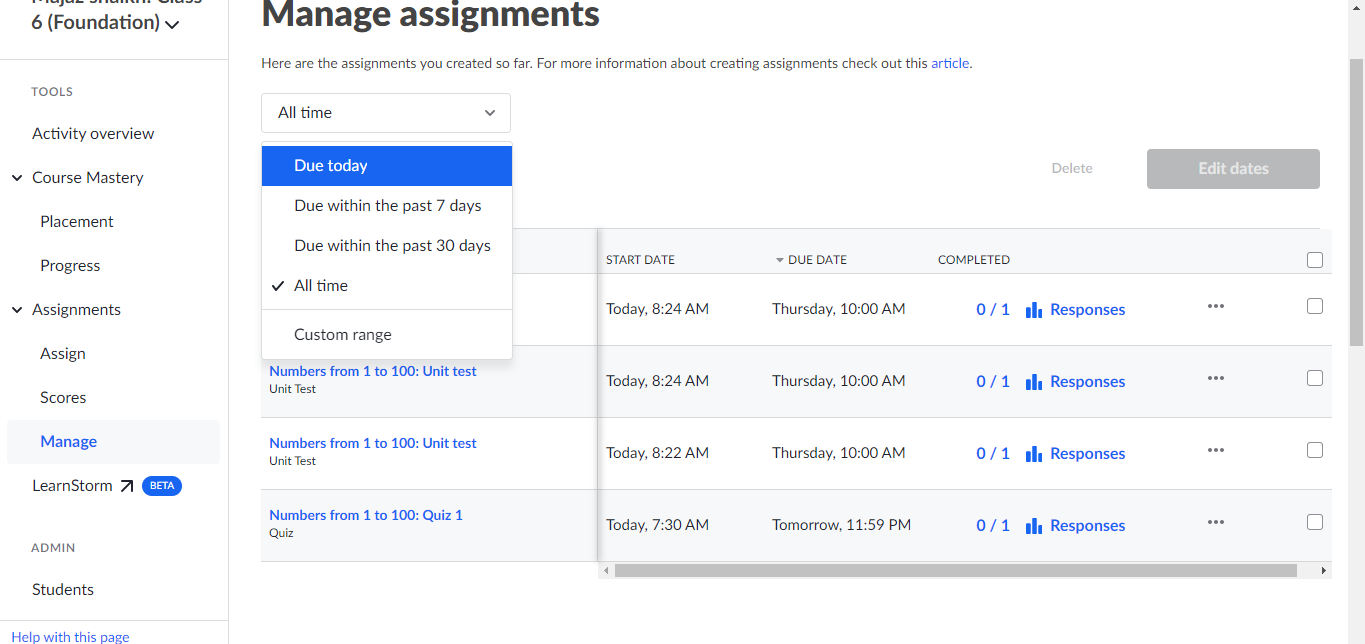 6 (Foundation)
TOOLS
Activity overview
Course Mastery
Placement
Progress
Assignments
Assign
Scores
Manage
LearnStorm BETA
ADMIN
Students
Help with this page
Manage assignments
Here are the assignments you created so far. For more information about creating assignments check out this article.
All time
Due today
Due within the past 7 days
Due within the past 30 days
All time
Custom range
Delete
Edit dates
START DATE DUE DATE COMPLETED
Today, 8:24 AM Thursday, 10:00 AM 0 / 1 Responses
Numbers from 1 to 100: Unit test
Unit Test
Today, 8:24 AM Thursday, 10:00 AM 0 / 1 Responses
Numbers from 1 to 100: Unit test
Unit Test
Today, 8:22 AM Thursday, 10:00 AM 0 / 1 Responses
Numbers from 1 to 100: Quiz 1
Quiz
Today, 7:30 AM Tomorrow, 11:59 PM 0 / 1 Responses